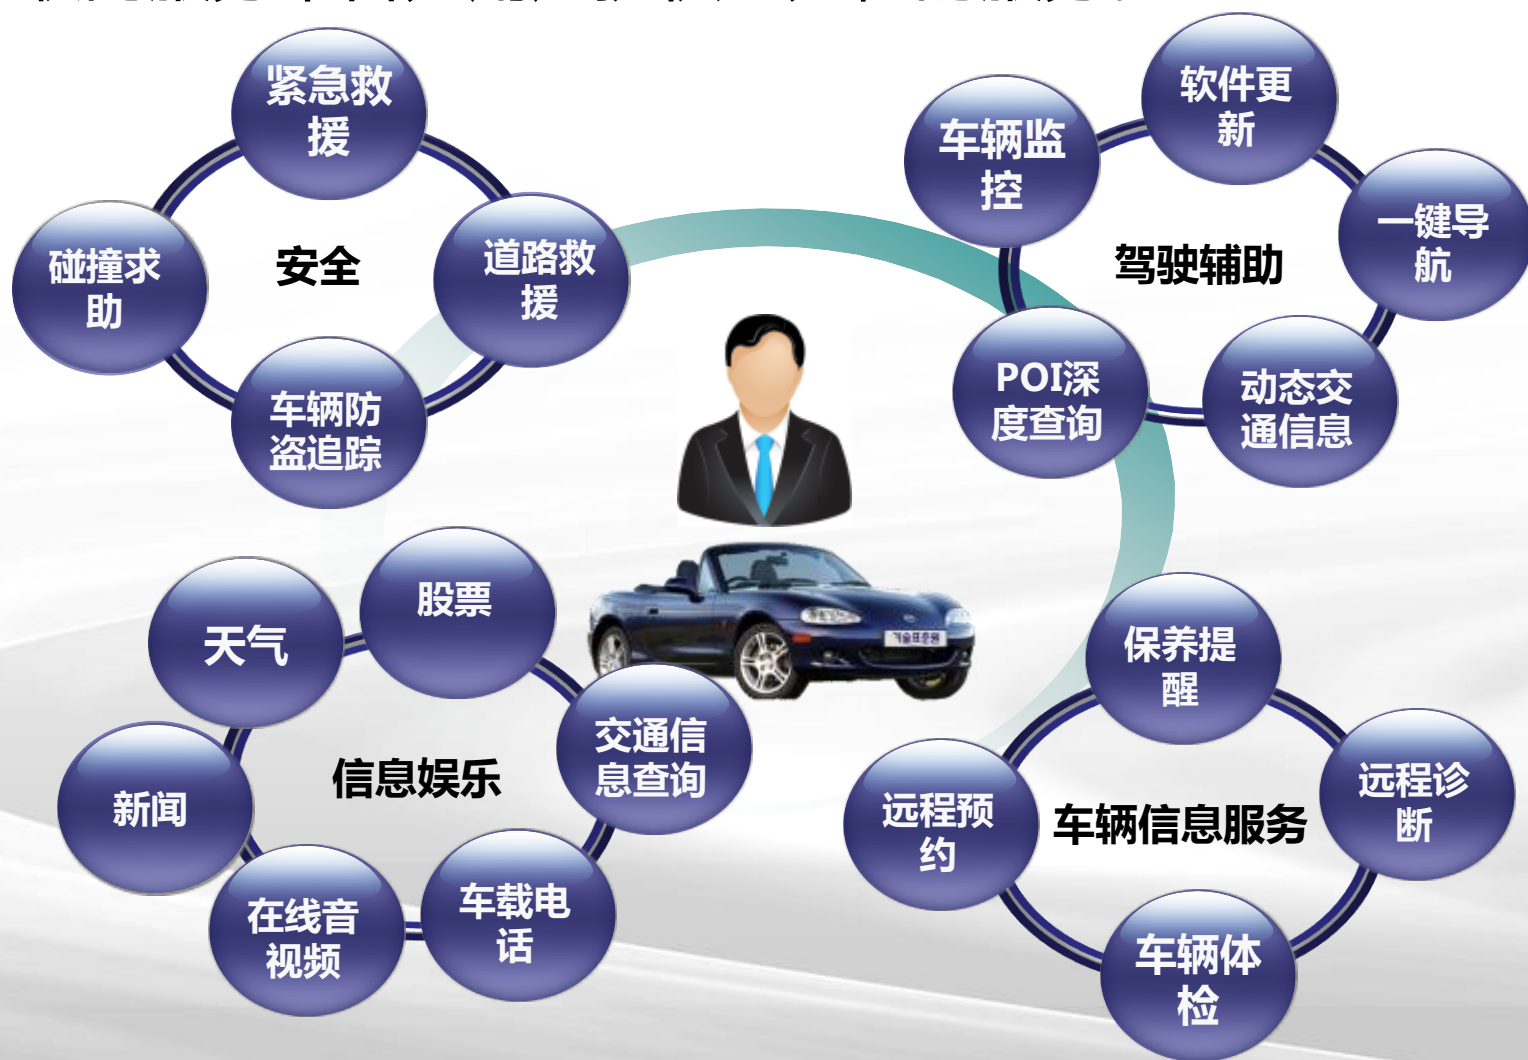 紧急救
援
碰撞求
助
安全
道路救
援
车辆防
盗追踪
车辆监
控
软件更
新
一键导
航
驾驶辅助
POI深
度查询
动态交
通信息
股票
天气
交通信
息查询
信息娱乐
新闻
在线音
视频
车载电
话
保养提
醒
远程预
约
车辆信息服务
远程诊
断
车辆体
检